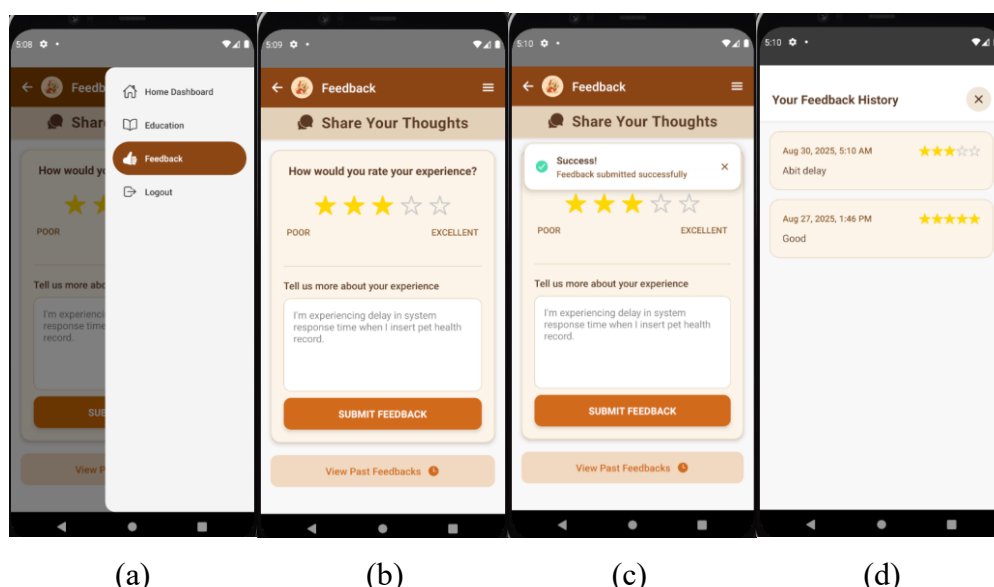 5:08
Feedb
Home Dashboard
Shar
Education
Feedback
How would yo
Logout
POOR
Tell us more abo
I'm experiencin
response time
record.
SUB
View P
(a)
5:09
Feedback
Share Your Thoughts
How would you rate your experience?
POOR EXCELLENT
Tell us more about your experience
I'm experiencing delay in system
response time when I insert pet health
record.
SUBMIT FEEDBACK
View Past Feedbacks
(b)
5:10
Feedback
Share Your Thoughts
Success!
Feedback submitted successfully
POOR EXCELLENT
Tell us more about your experience
I'm experiencing delay in system
response time when I insert pet health
record.
SUBMIT FEEDBACK
View Past Feedbacks
(c)
5:10
Your Feedback History
Aug 30, 2025, 5:10 AM
Abit delay
Aug 27, 2025, 1:46 PM
Good
(d)